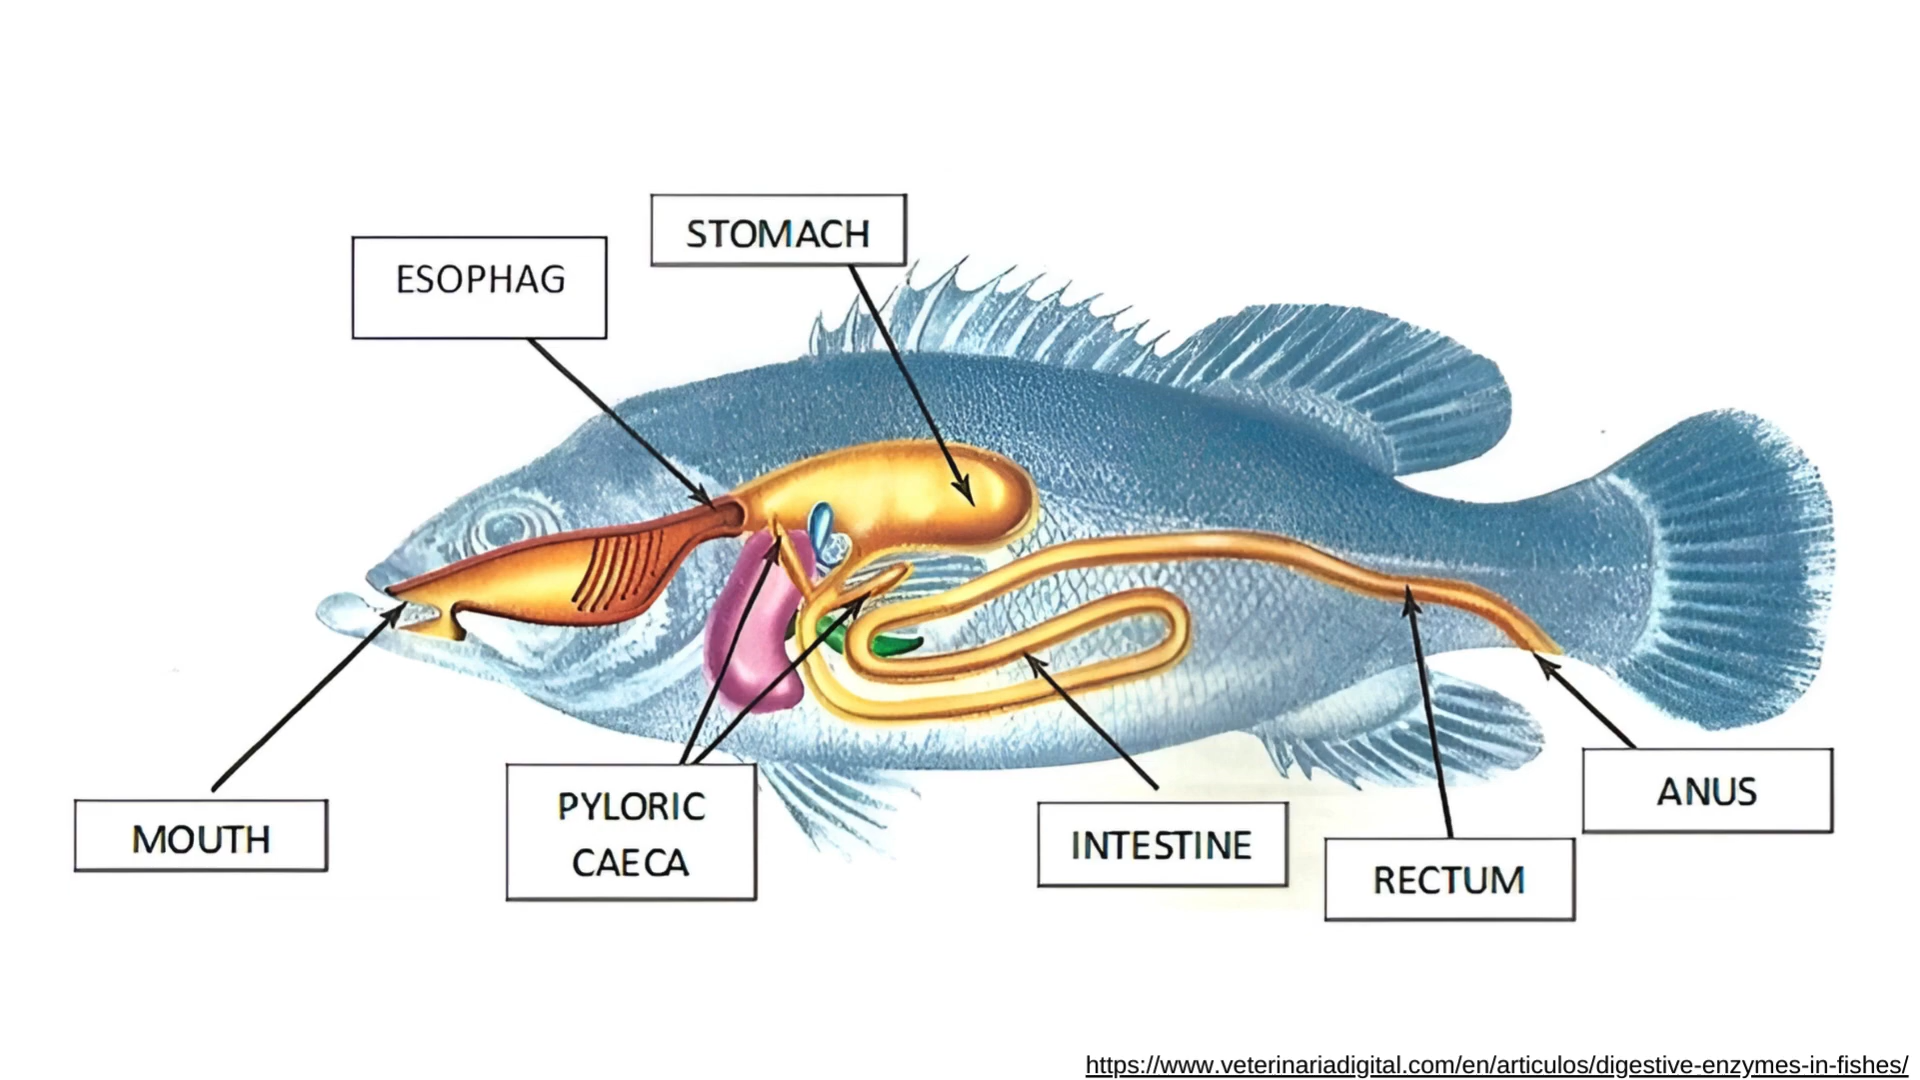 STOMACH
ESOPHAG
MOUTH
PYLORIC
CAECA
INTESTINE
RECTUM
ANUS
https://www.veterinariadigital.com/en/articulos/digestive-enzymes-in-fishes/